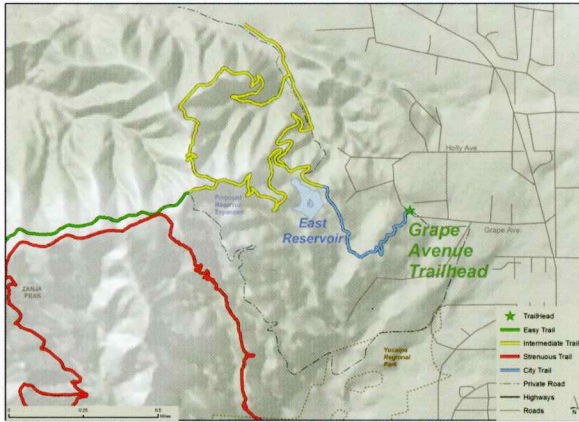 Holly Ave
Proposed
Reservoir
Expansion
East
Reservoir
Grape
Avenue
Trailhead
Grape Ave
ZANJA
PEAK
Yucaipa
Regional
Park
TrailHead
Easy Trail
Intermediate Trail
Strenuous Trail
City Trail
Private Road
Highways
Roads
N
0 0.25 0.5
Miles